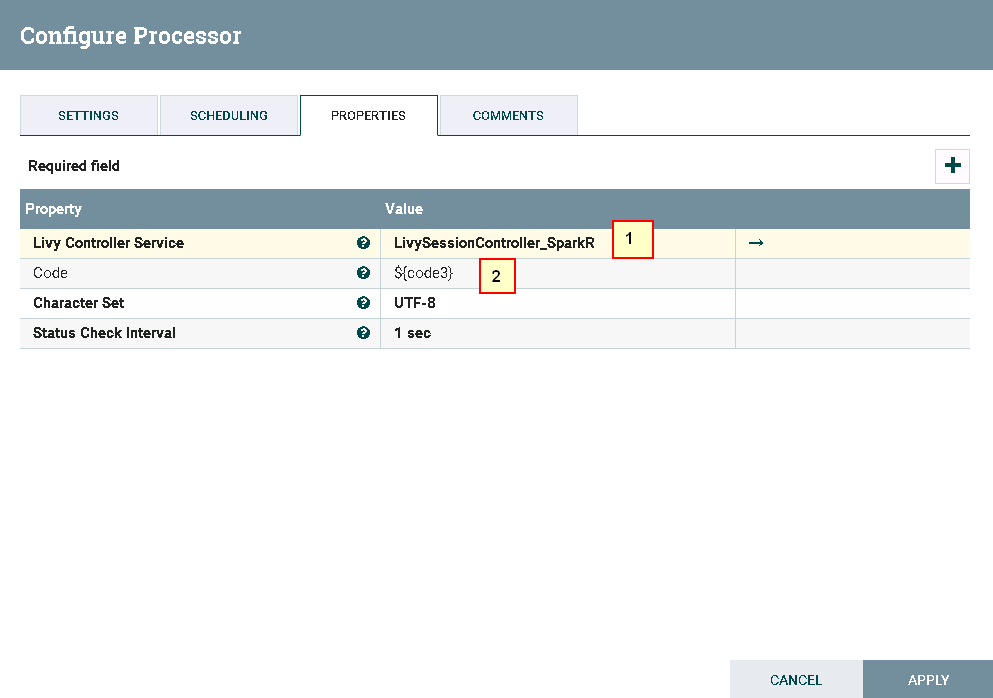 Configure Processor
SETTINGS SCHEDULING PROPERTIES COMMENTS
Required field
Property Value
Livy Controller Service LivySessionController_SparkR 1 →
Code ${code3} 2
Character Set UTF-8
Status Check Interval 1 sec
CANCEL APPLY